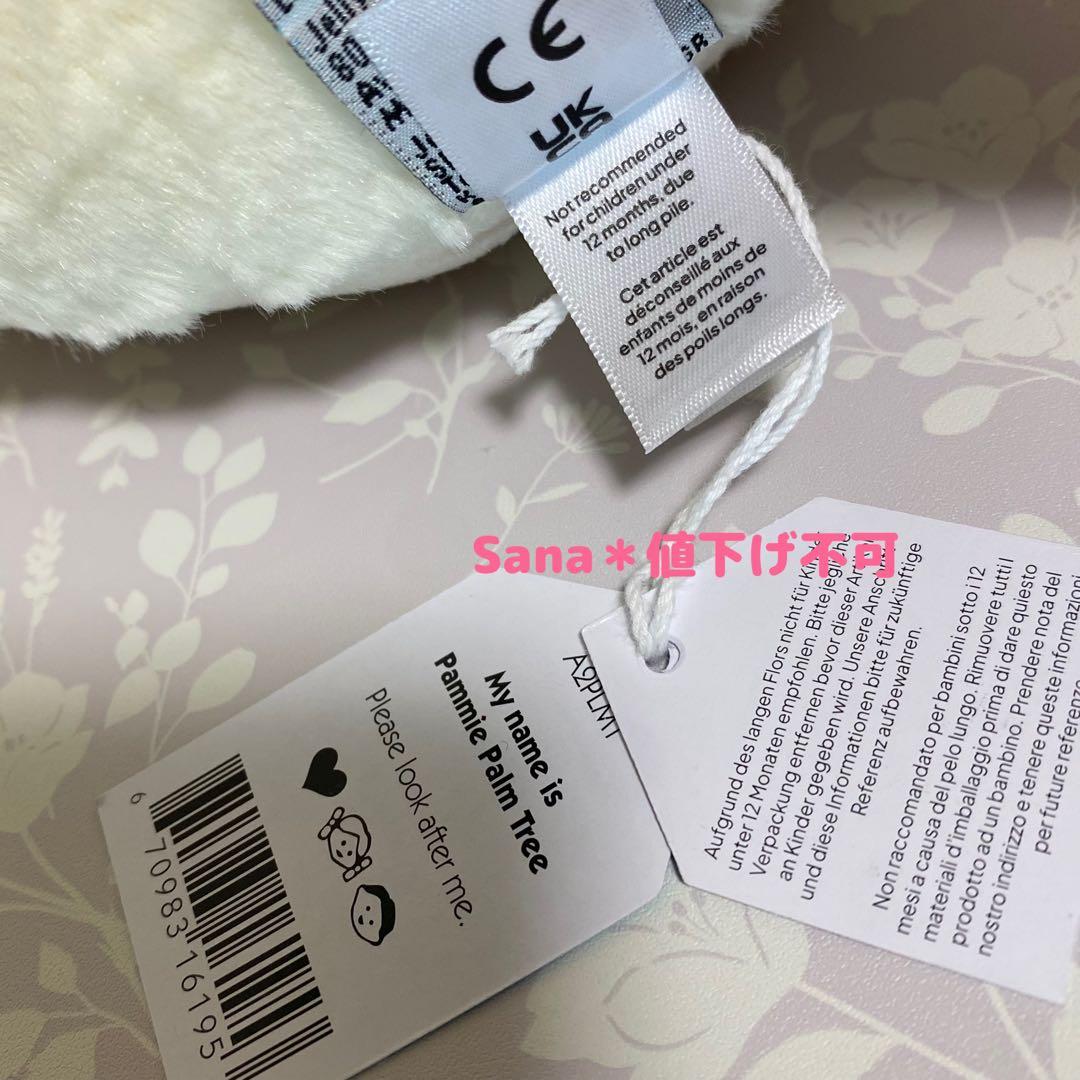 CE
UK
CA
Not recommended
for children under
12 months, due
to long pile.
Cet article est
déconseillé aux
enfants de moins de
12 mois, en raison
des poils longs.
Sana＊値下げ不可
A2PLM1
My name is
Pammie Palm Tree
Please look after me.
6 70983 16195
Aufgrund des langen Flors nicht für Kinder
unter 12 Monaten empfohlen. Bitte jegliche
Verpackung entfernen bevor dieser
an Kinder gegeben wird. Unsere
und diese Informationen bitte für zukünftige
Referenz aufbewahren.
Non raccomandato per bambini sotto i 12
mesi a causa del pelo lungo. Rimuovere tutti i
materiali d'imballaggio prima di dare questo
prodotto ad un bambino. Prendere nota del
nostro indirizzo e tenere queste informazioni
per future referenze